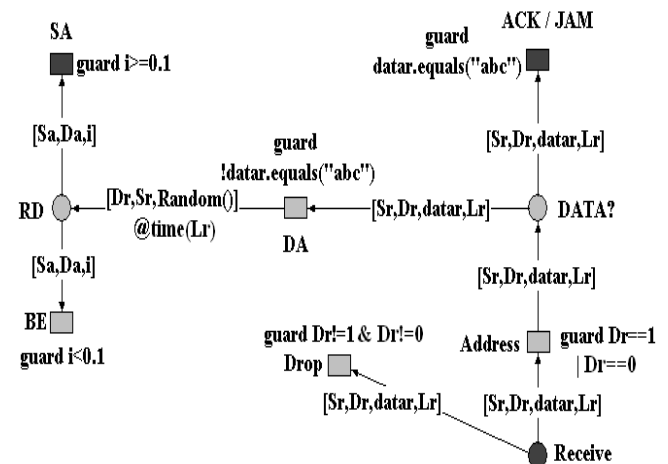 SA
guard i>=0.1
ACK / JAM
guard
datar.equals("abc")
[Sa,Da,i]
[Sr,Dr,datar,Lr]
guard
!datar.equals("abc")
RD
[Dr,Sr,Random()]
@time(Lr)
DA
[Sr,Dr,datar,Lr]
DATA?
[Sa,Da,i]
[Sr,Dr,datar,Lr]
BE
guard i<0.1
guard Dr!=1 & Dr!=0
Drop
Address
guard Dr==1
| Dr==0
[Sr,Dr,datar,Lr]
[Sr,Dr,datar,Lr]
Receive